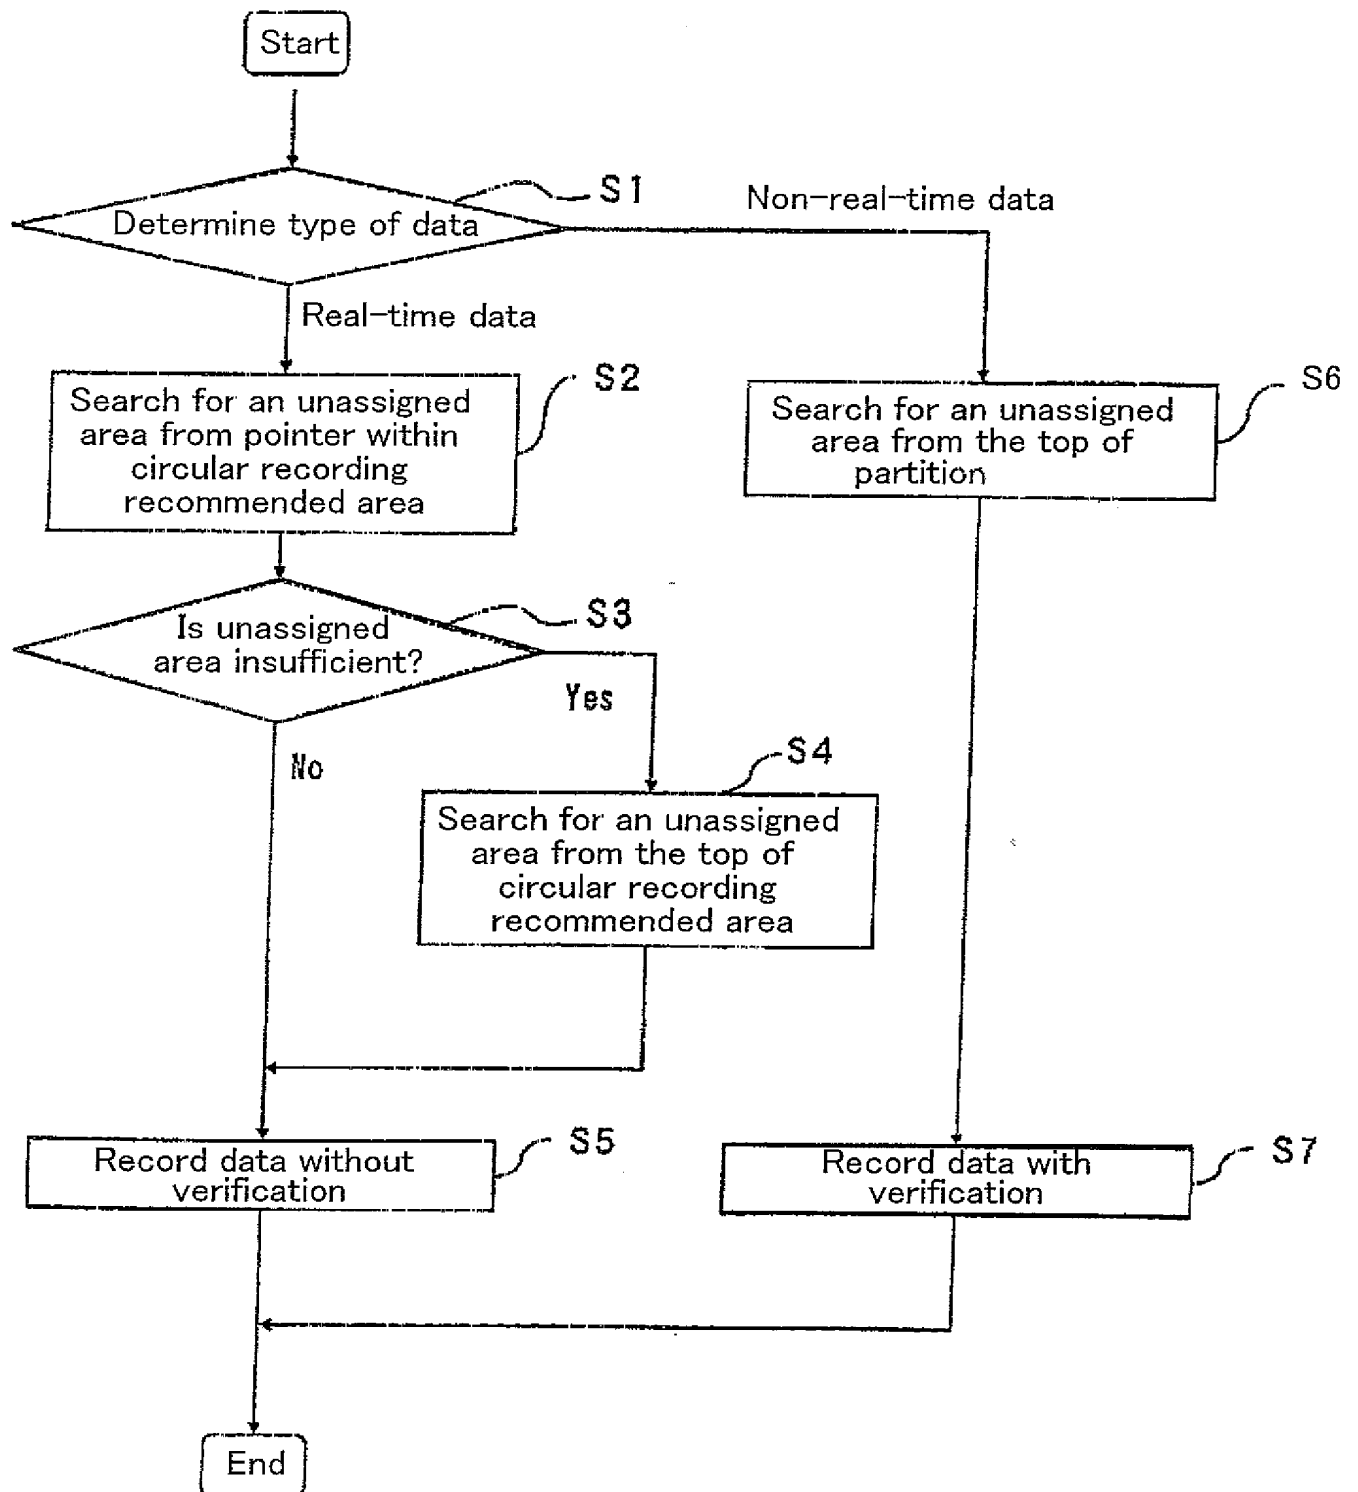 Start
S1
Non-real-time data
Determine type of data
Real-time data
S2
Search for an unassigned
area from pointer within
circular recording
recommended area
S6
Search for an unassigned
area from the top of
partition
S3
Is unassigned
area insufficient?
Yes
No
S4
Search for an unassigned
area from the top of
circular recording
recommended area
S5
Record data without
verification
S7
Record data with
verification
End